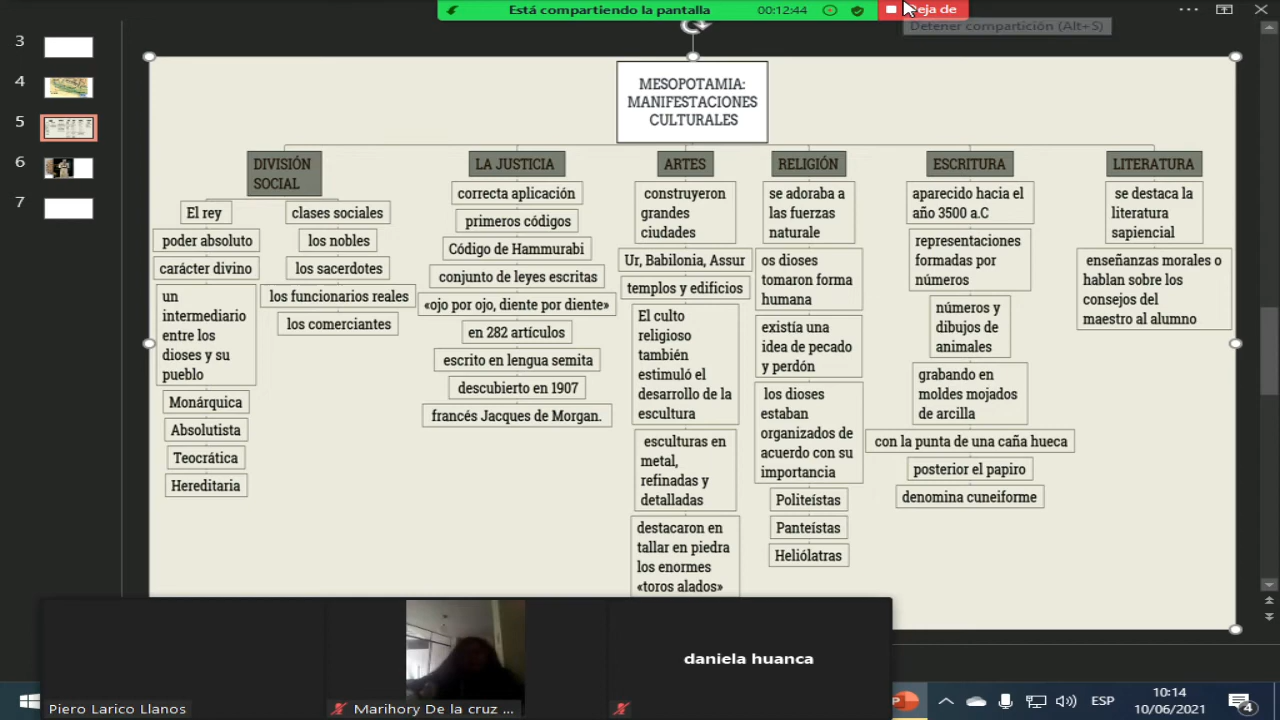 Está compartiendo la pantalla
00:12:44
eja de
Detener compartición (Alt+S)
3
4
5
6
7
MESOPOTAMIA:
MANIFESTACIONES
CULTURALES
DIVISIÓN
SOCIAL
El rey
poder absoluto
carácter divino
un
intermediario
entre los
dioses y su
pueblo
Monárquica
Absolutista
Teocrática
Hereditaria
clases sociales
los nobles
los sacerdotes
los funcionarios reales
los comerciantes
LA JUSTICIA
correcta aplicación
primeros códigos
Código de Hammurabi
conjunto de leyes escritas
«ojo por ojo, diente por diente»
en 282 artículos
escrito en lengua semita
descubierto en 1907
francés Jacques de Morgan.
ARTES
construyeron
grandes
ciudades
Ur, Babilonia, Assur
templos y edificios
El culto
religioso
también
estimuló el
desarrollo de la
escultura
esculturas en
metal,
refinadas y
detalladas
destacaron en
tallar en piedra
los enormes
«toros alados»
RELIGIÓN
se adoraba a
las fuerzas
naturale
os dioses
tomaron forma
humana
existía una
idea de pecado
y perdón
los dioses
estaban
organizados de
acuerdo con su
importancia
Politeístas
Panteístas
Heliólatras
ESCRITURA
aparecido hacia el
año 3500 a.C
representaciones
formadas por
números
números y
dibujos de
animales
grabando en
moldes mojados
de arcilla
con la punta de una caña hueca
posterior el papiro
denomina cuneiforme
LITERATURA
se destaca la
literatura
sapiencial
enseñanzas morales o
hablan sobre los
consejos del
maestro al alumno
Piero Larico Llanos
Marihory De la cruz ...
daniela huanca
P
ESP
10:14
10/06/2021
4